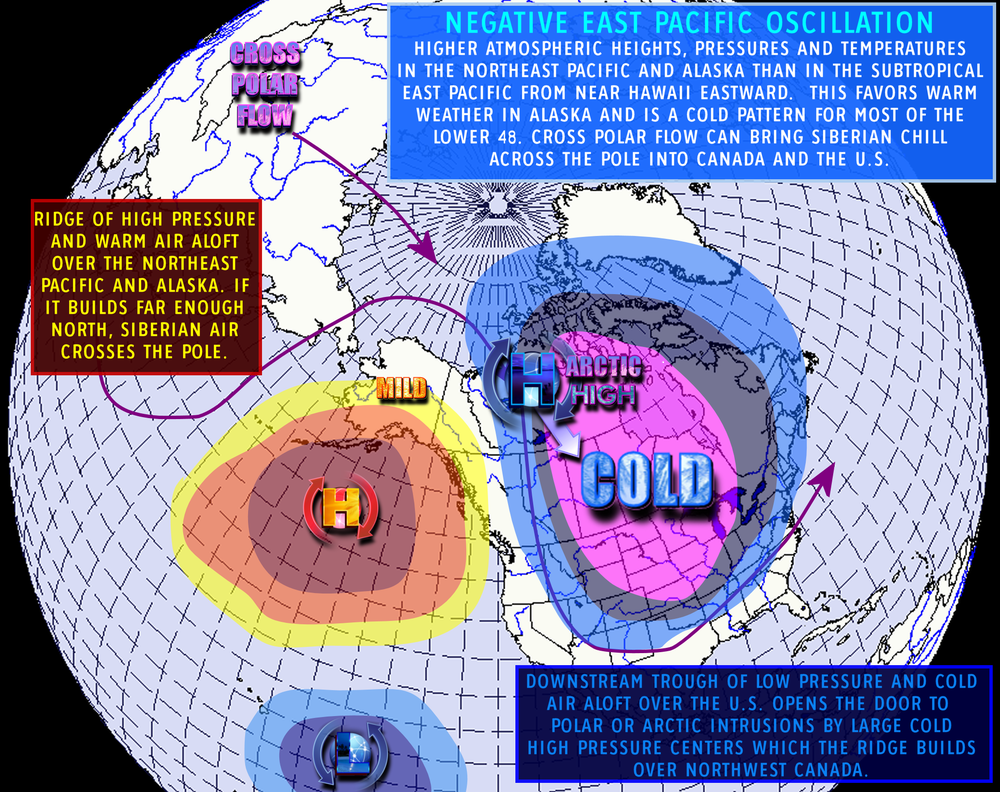 NEGATIVE EAST PACIFIC OSCILLATION
HIGHER ATMOSPHERIC HEIGHTS, PRESSURES AND TEMPERATURES
IN THE NORTHEAST PACIFIC AND ALASKA THAN IN THE SUBTROPICAL
EAST PACIFIC FROM NEAR HAWAII EASTWARD. THIS FAVORS WARM
WEATHER IN ALASKA AND IS A COLD PATTERN FOR MOST OF THE
LOWER 48. CROSS POLAR FLOW CAN BRING SIBERIAN CHILL
ACROSS THE POLE INTO CANADA AND THE U.S.
CROSS
POLAR
FLOW
RIDGE OF HIGH PRESSURE
AND WARM AIR ALOFT
OVER THE NORTHEAST
PACIFIC AND ALASKA. IF
IT BUILDS FAR ENOUGH
NORTH, SIBERIAN AIR
CROSSES THE POLE.
MILD
H
ARCTIC
HIGH
COLD
H
DOWNSTREAM TROUGH OF LOW PRESSURE AND COLD
AIR ALOFT OVER THE U.S. OPENS THE DOOR TO
POLAR OR ARCTIC INTRUSIONS BY LARGE COLD
HIGH PRESSURE CENTERS WHICH THE RIDGE BUILDS
OVER NORTHWEST CANADA.
L